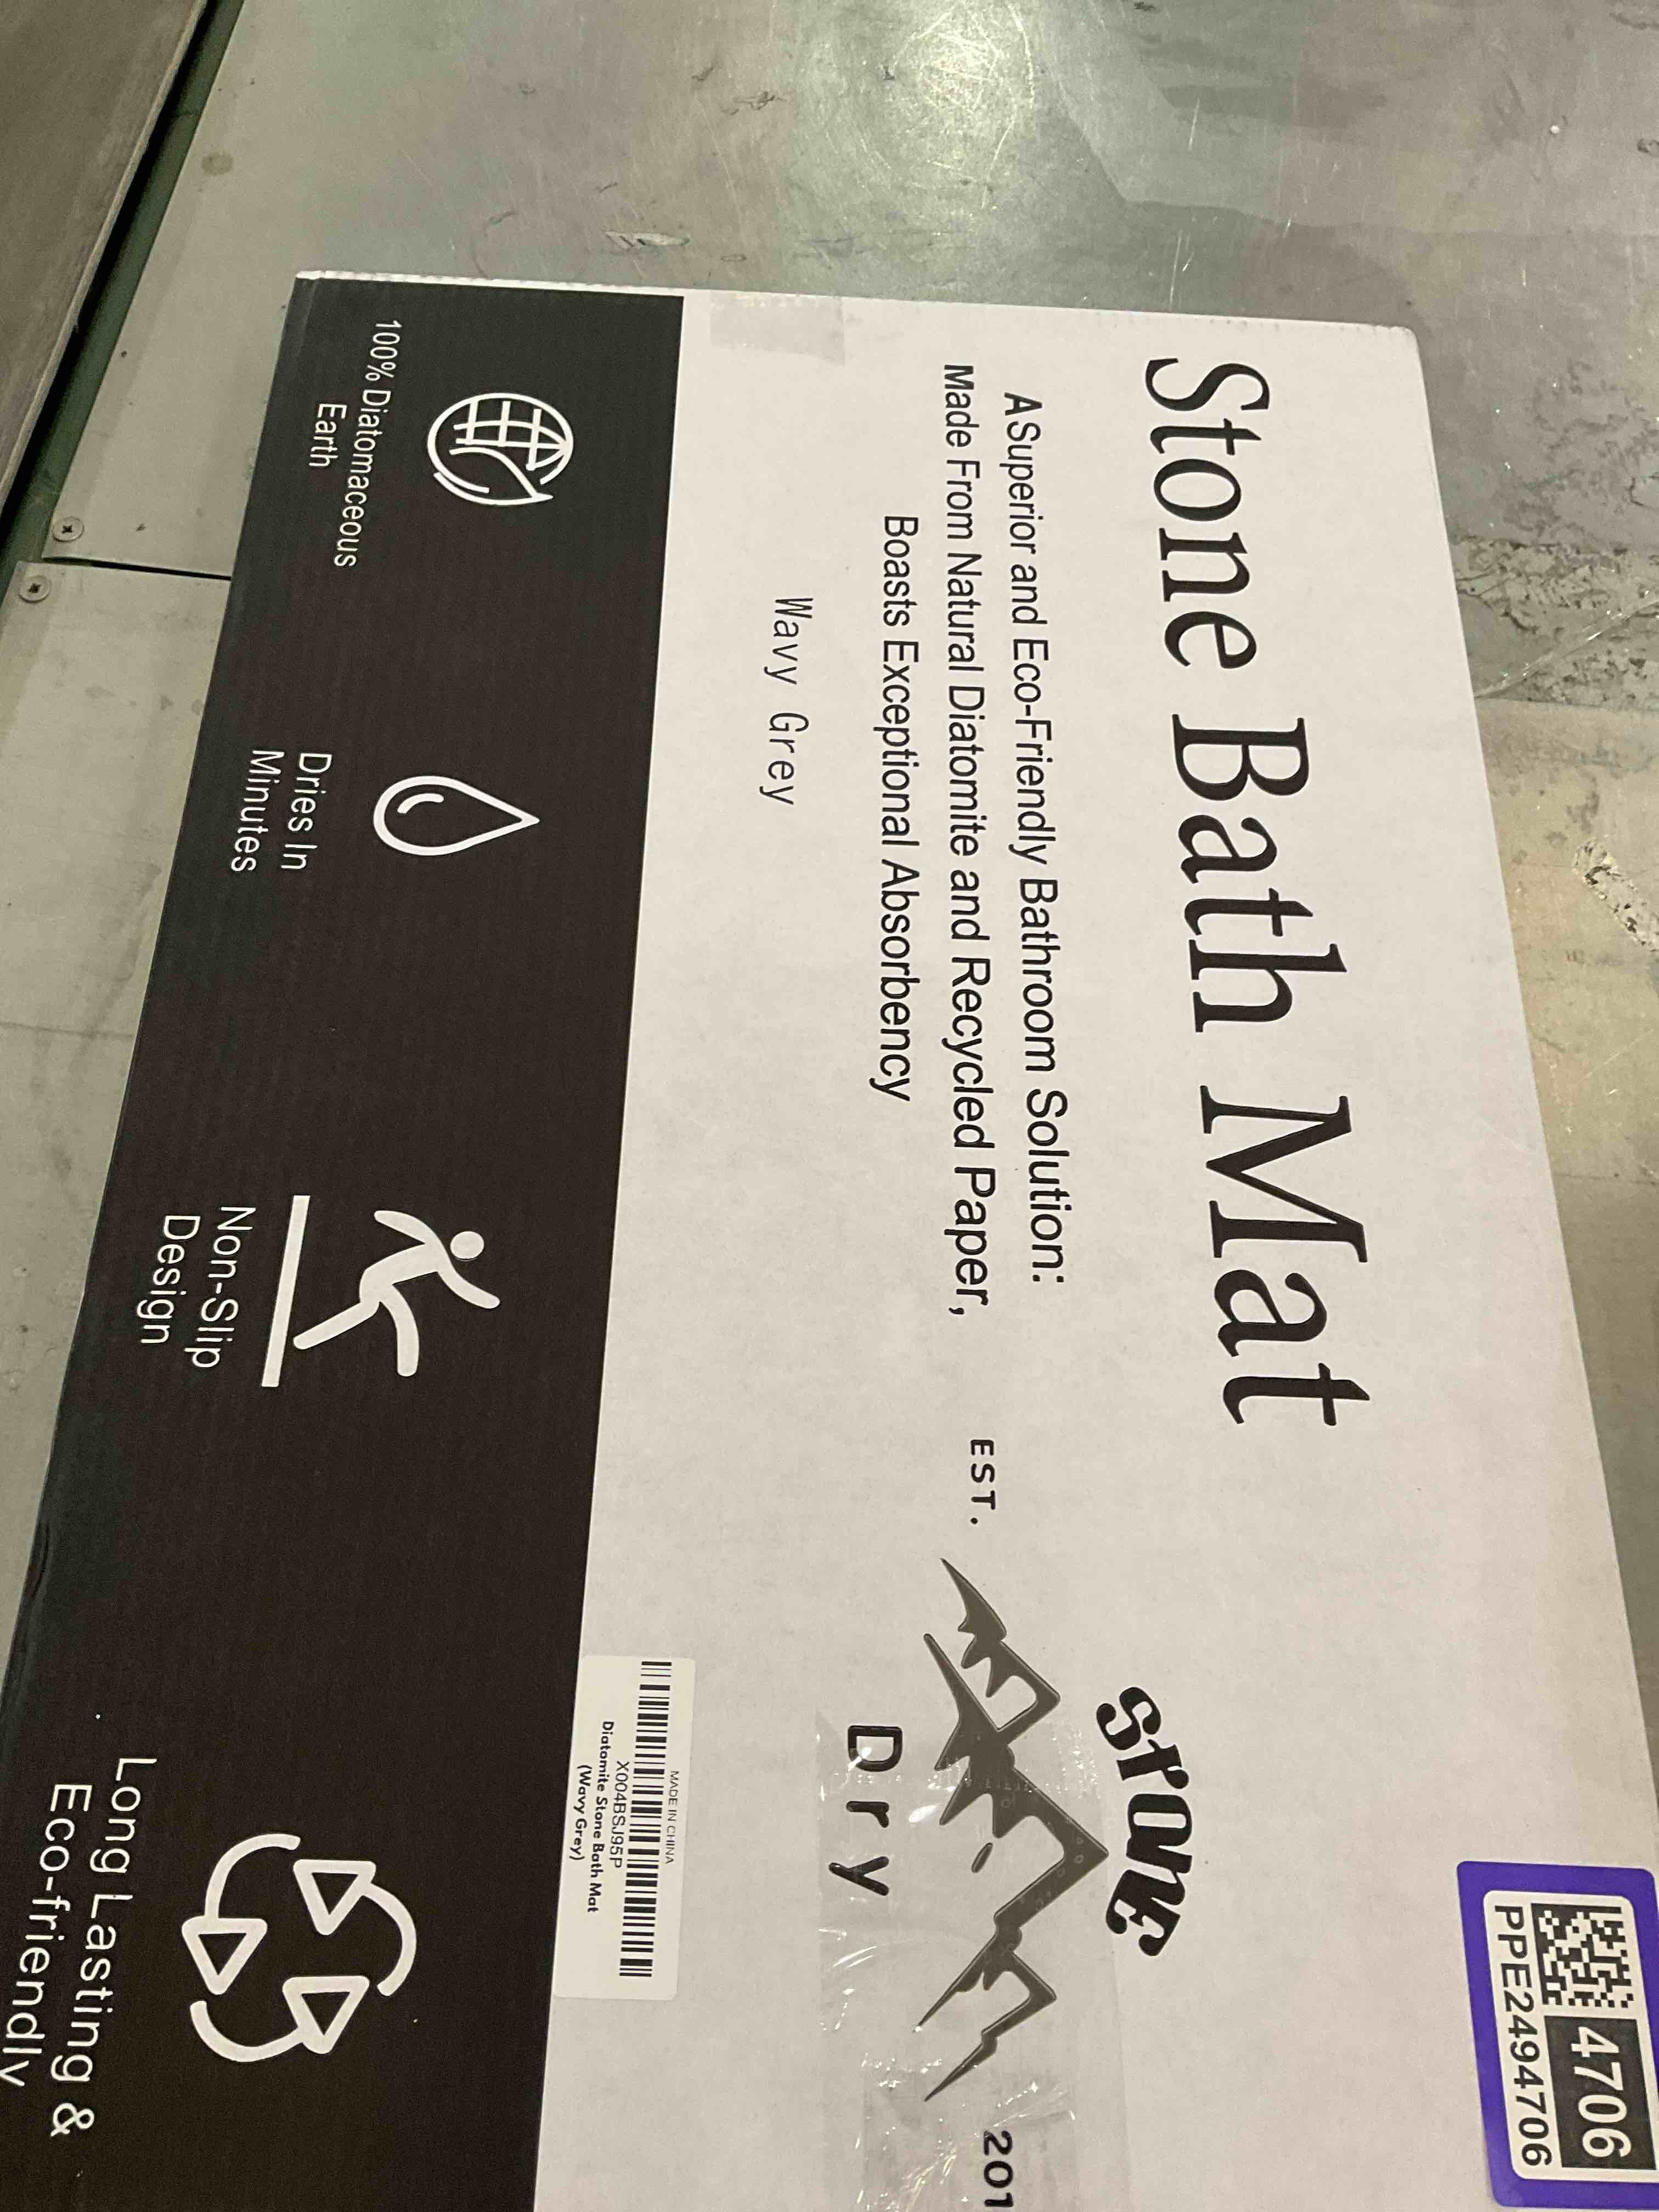 Stone Bath Mat
ASuperior and Eco-Friendly Bathroom Solution:
Made From Natural Diatomite and Recycled Paper,
Boasts Exceptional Absorbency
Wavy Grey
stone
EST.
201
Dry
4706
PPE2494706
MADE IN CHINA
X004BSJ95P
Diatomite Stone Bath Mat
(Wavy Grey)
100% Diatomaceous
Earth
Dries In
Minutes
Non-Slip
Design
Long Lasting &
Eco-friendly